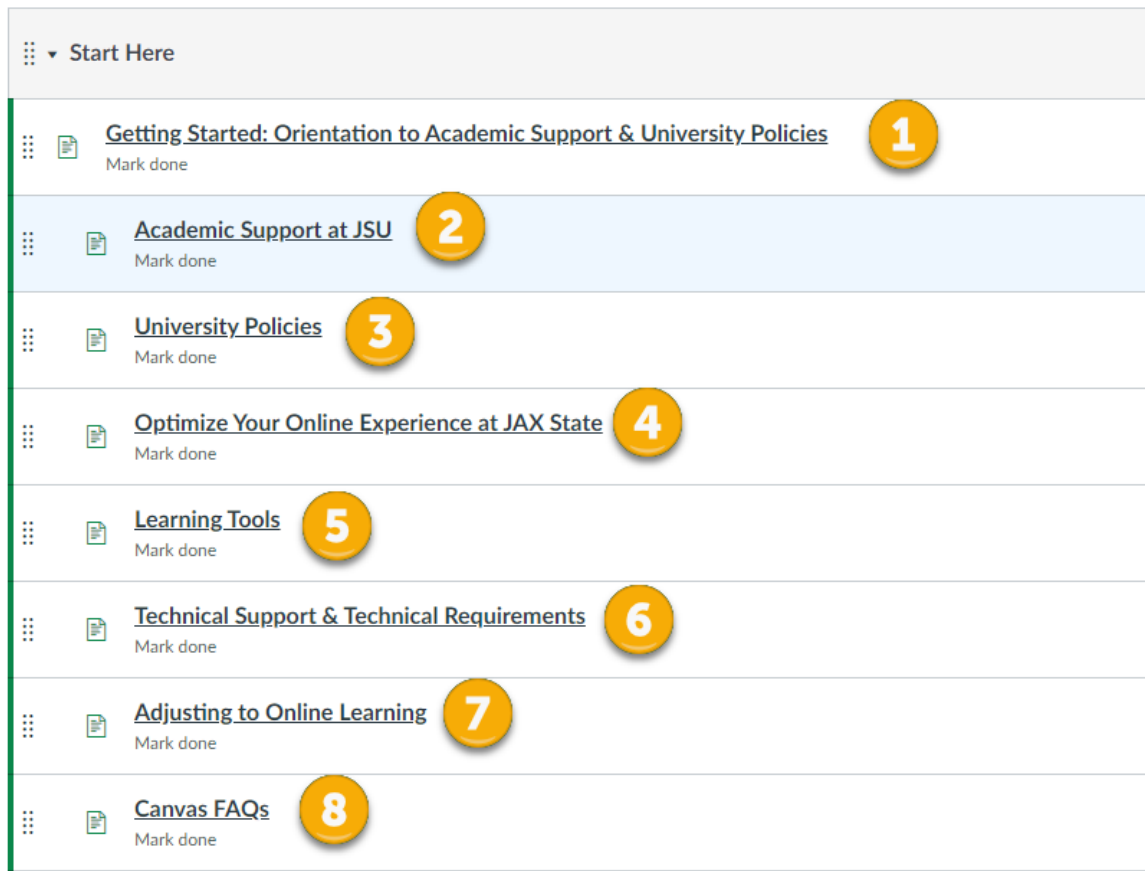 Start Here
Getting Started: Orientation to Academic Support & University Policies 1
Mark done
Academic Support at JSU 2
Mark done
University Policies 3
Mark done
Optimize Your Online Experience at JAX State 4
Mark done
Learning Tools 5
Mark done
Technical Support & Technical Requirements 6
Mark done
Adjusting to Online Learning 7
Mark done
Canvas FAQs 8
Mark done